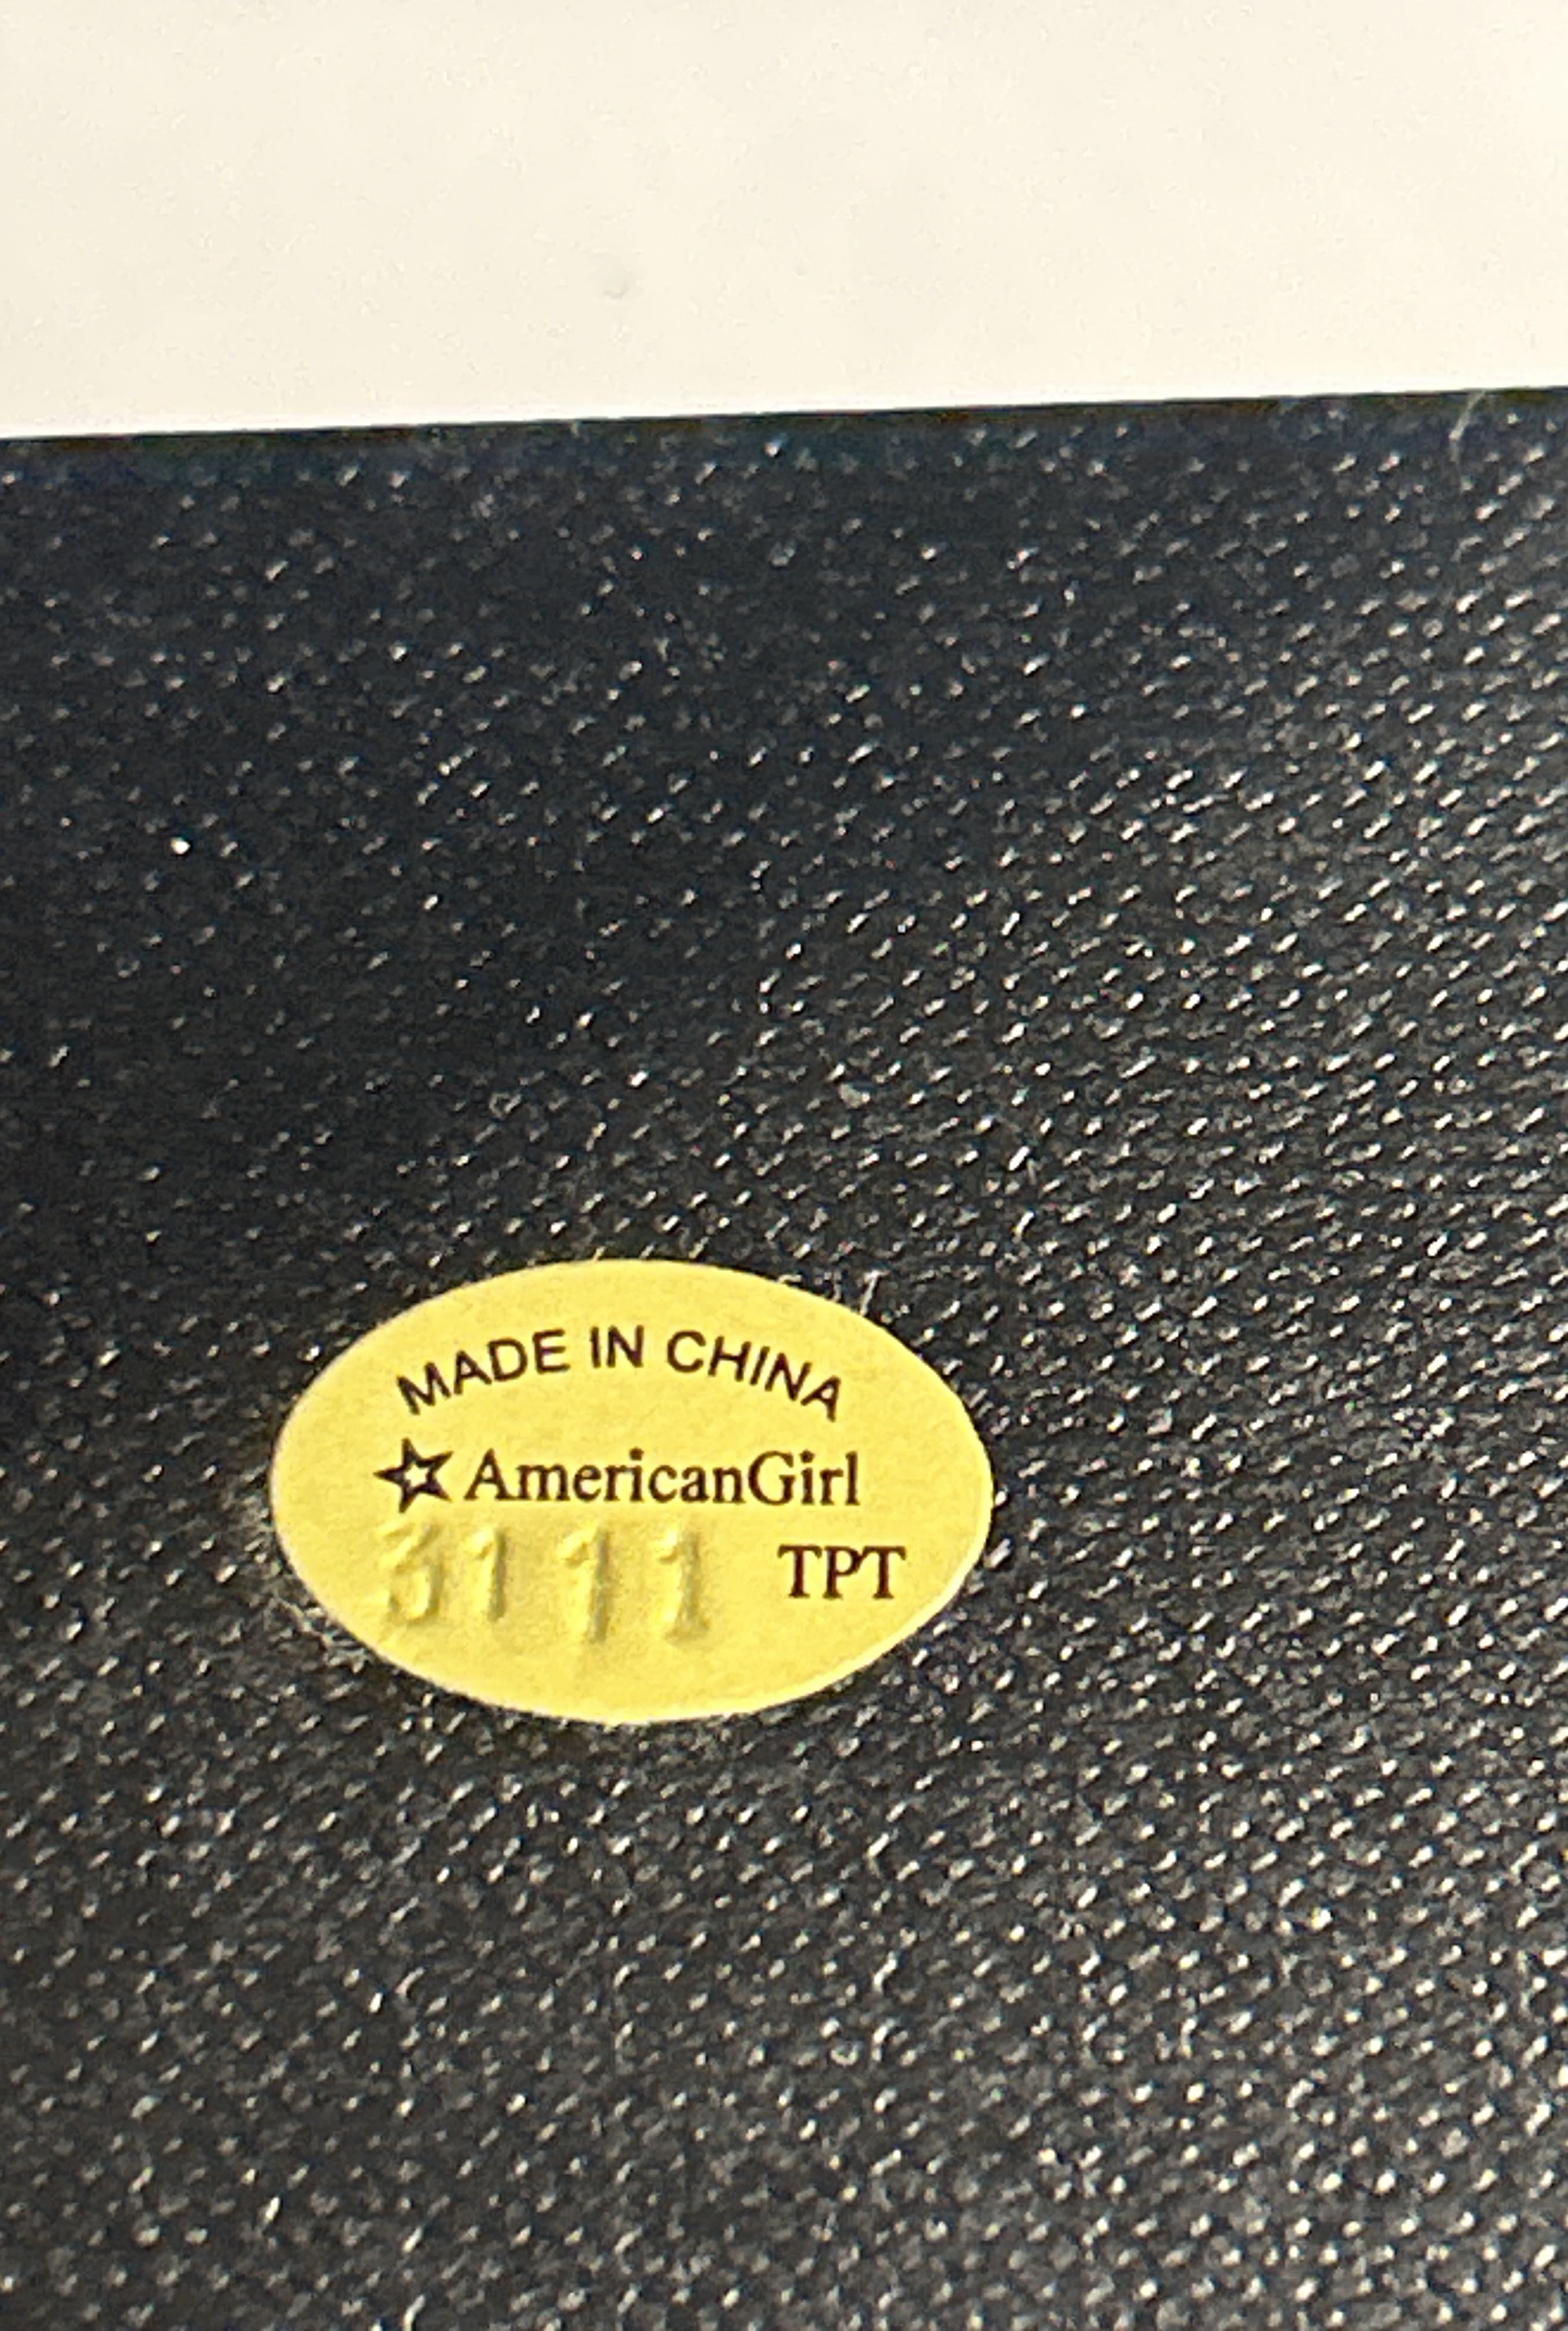 MADE IN CHINA
AmericanGirl
3111 TPT